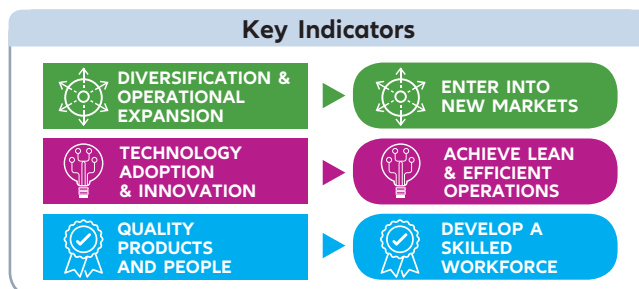 Key Indicators
DIVERSIFICATION &
OPERATIONAL
EXPANSION
ENTER INTO
NEW MARKETS
TECHNOLOGY
ADOPTION
& INNOVATION
ACHIEVE LEAN
& EFFICIENT
OPERATIONS
QUALITY
PRODUCTS
AND PEOPLE
DEVELOP A
SKILLED
WORKFORCE